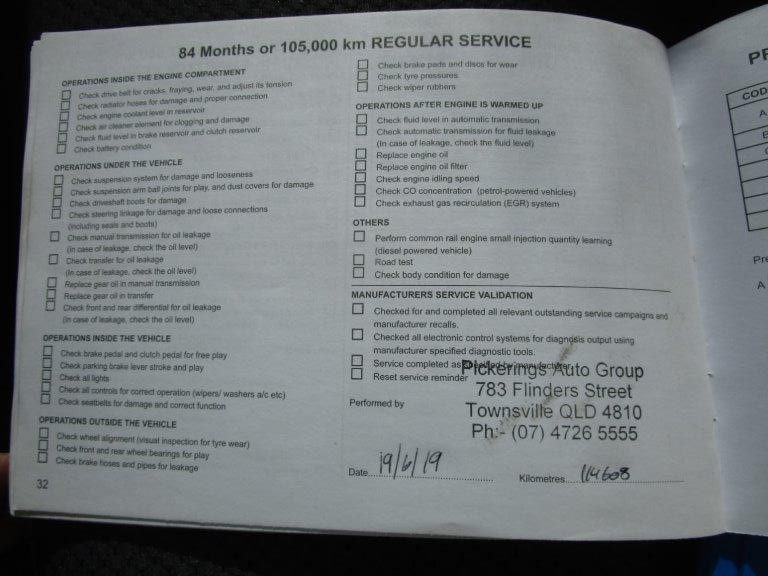 84 Months or 105,000 km REGULAR SERVICE
OPERATIONS INSIDE THE ENGINE COMPARTMENT
Check drive belt for cracks, fraying, wear, and adjust its tension
Check radiator hoses for damage and proper connection
Check engine coolant level in reservoir
Check air cleaner element for clogging and damage
Check fluid level in brake reservoir and clutch reservoir
Check battery condition
OPERATIONS UNDER THE VEHICLE
Check suspension system for damage and looseness
Check suspension arm ball joints for play, and dust covers for damage
Check driveshaft boots for damage
Check steering linkage for damage and loose connections
(including seals and boots)
Check manual transmission for oil leakage
(In case of leakage, check the oil level)
Check transfer for oil leakage
(In case of leakage, check the oil level)
Replace gear oil in manual transmission
Replace gear oil in transfer
Check front and rear differential for oil leakage
(In case of leakage, check the oil level)
OPERATIONS INSIDE THE VEHICLE
Check brake pedal and clutch pedal for free play
Check parking brake lever stroke and play
Check all lights
Check all controls for correct operation (wipers/ washers a/c etc)
Check seatbelts for damage and correct function
OPERATIONS OUTSIDE THE VEHICLE
Check wheel alignment (visual inspection for tyre wear)
Check front and rear wheel bearings for play
Check brake hoses and pipes for leakage
32
Check brake pads and discs for wear
Check tyre pressures
Check wiper rubbers
OPERATIONS AFTER ENGINE IS WARMED UP
Check fluid level in automatic transmission
Check automatic transmission for fluid leakage
(In case of leakage, check the fluid level)
Replace engine oil
Replace engine oil filter
Check engine idling speed
Check CO concentration (petrol-powered vehicles)
Check exhaust gas recirculation (EGR) system
OTHERS
Perform common rail engine small injection quantity learning
(diesel powered vehicle)
Road test
Check body condition for damage
MANUFACTURERS SERVICE VALIDATION
Checked for and completed all relevant outstanding service campaigns and
manufacturer recalls.
Checked all electronic control systems for diagnosis output using
manufacturer specified diagnostic tools.
Service completed as specified by manufacturer
Reset service reminder
Pickerings Auto Group
783 Flinders Street
Townsville QLD 4810
Ph:- (07) 4726 5555
Performed by
Date 19/6/19
Kilometres 114608
COD
A
Pre
A